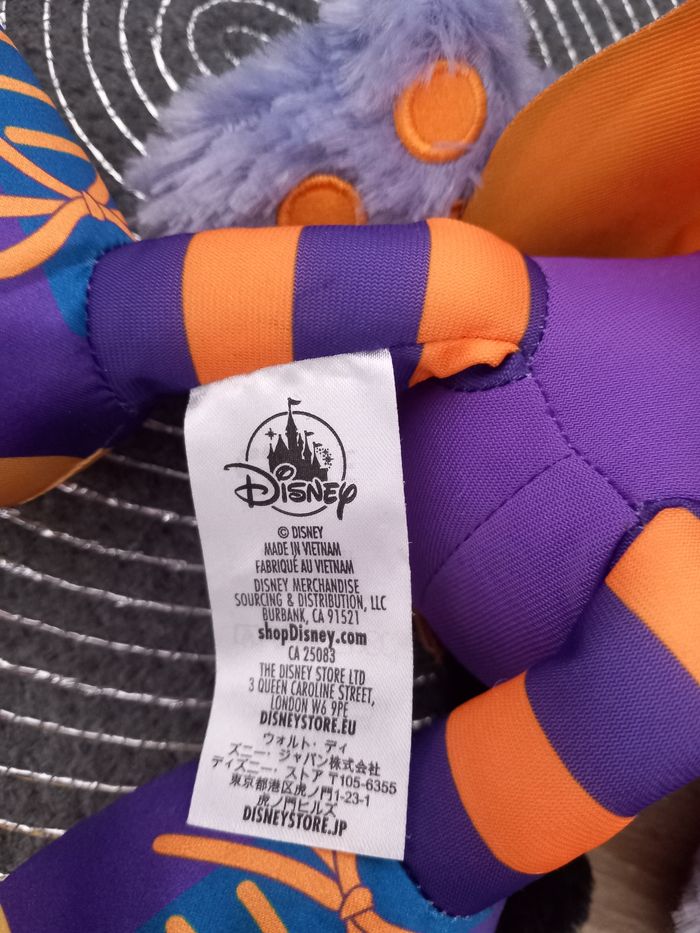 Disney
© DISNEY
MADE IN VIETNAM
FABRIQUÉ AU VIETNAM
DISNEY MERCHANDISE
SOURCING & DISTRIBUTION, LLC
BURBANK, CA 91521
shopDisney.com
CA 25083
THE DISNEY STORE LTD
3 QUEEN CAROLINE STREET,
LONDON W6 9PE
DISNEYSTORE.EU
ウォルト・ディ
ズニー・ジャパン株式会社
ディズニー・ストア 〒105-6355
東京都港区虎ノ門1-23-1
虎ノ門ヒルズ
DISNEYSTORE.JP